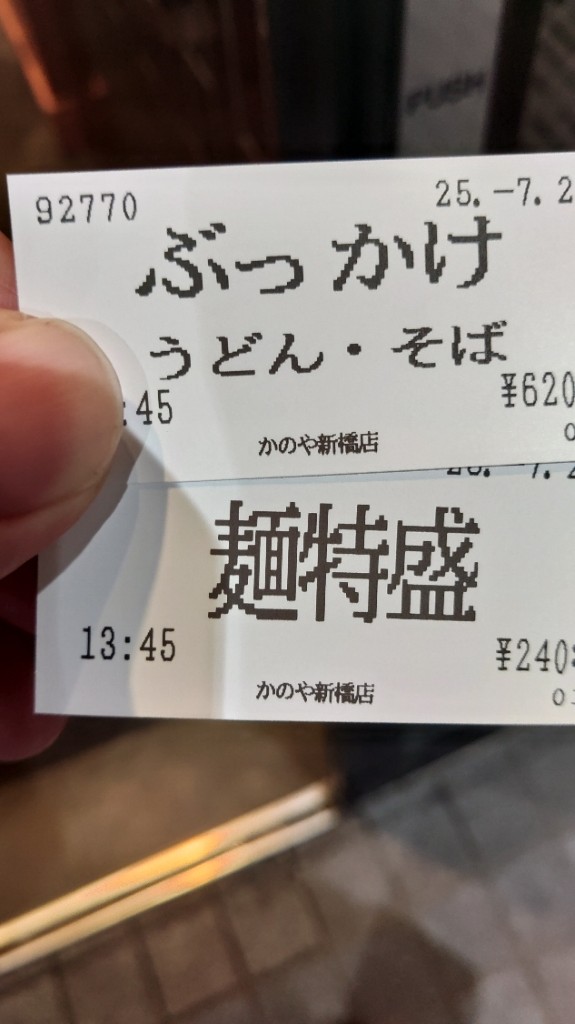 92770 25.-7.2
ぶっかけ
うどん・そば
:45 ¥620
かのや新橋店
麺特盛
13:45 ¥240
かのや新橋店